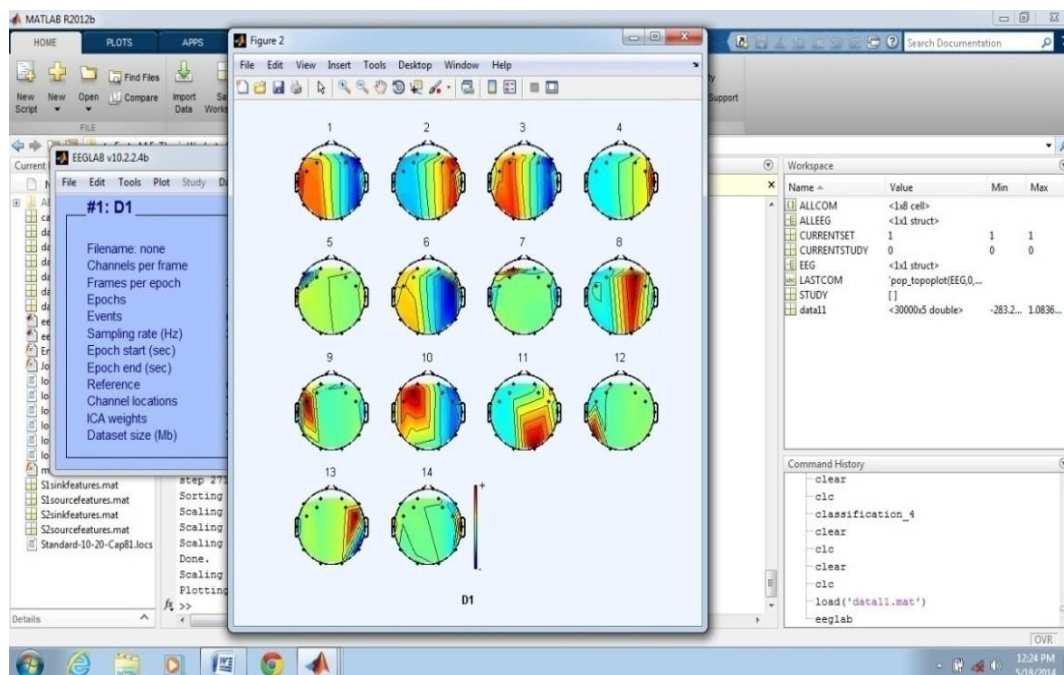 MATLAB R2012b
HOME PLOTS APPS
Search Documentation
New Script
New
Open
Find Files
Compare
Import Data
FILE
Support
Figure 2
File Edit View Insert Tools Desktop Window Help
1 2 3 4
5 6 7 8
9 10 11 12
13 14
+
-
D1
EEGLAB v10.2.2.4b
File Edit Tools Plot Study
#1: D1
Filename: none
Channels per frame
Frames per epoch
Epochs
Events
Sampling rate (Hz)
Epoch start (sec)
Epoch end (sec)
Reference
Channel locations
ICA weights
Dataset size (Mb)
S1sinkfeatures.mat
S1sourcefeatures.mat
S2sinkfeatures.mat
S2sourcefeatures.mat
Standard-10-20-Cap81.locs
Details
step 271
Sorting
Scaling
Scaling
Scaling
Done.
Scaling
Plotting
fx >>
Workspace
Name Value Min Max
ALLCOM <1x8 cell>
ALLEEG <1x1 struct>
CURRENTSET 1 1 1
CURRENTSTUDY 0 0 0
EEG <1x1 struct>
LASTCOM 'pop_topoplot(EEG,0,...
STUDY []
data11 <30000x5 double> -283.2... 1.0836...
Command History
clear
clc
classification_4
clear
clc
clear
clc
load('data11.mat')
eeglab
OVR
12:24 PM
5/18/2014